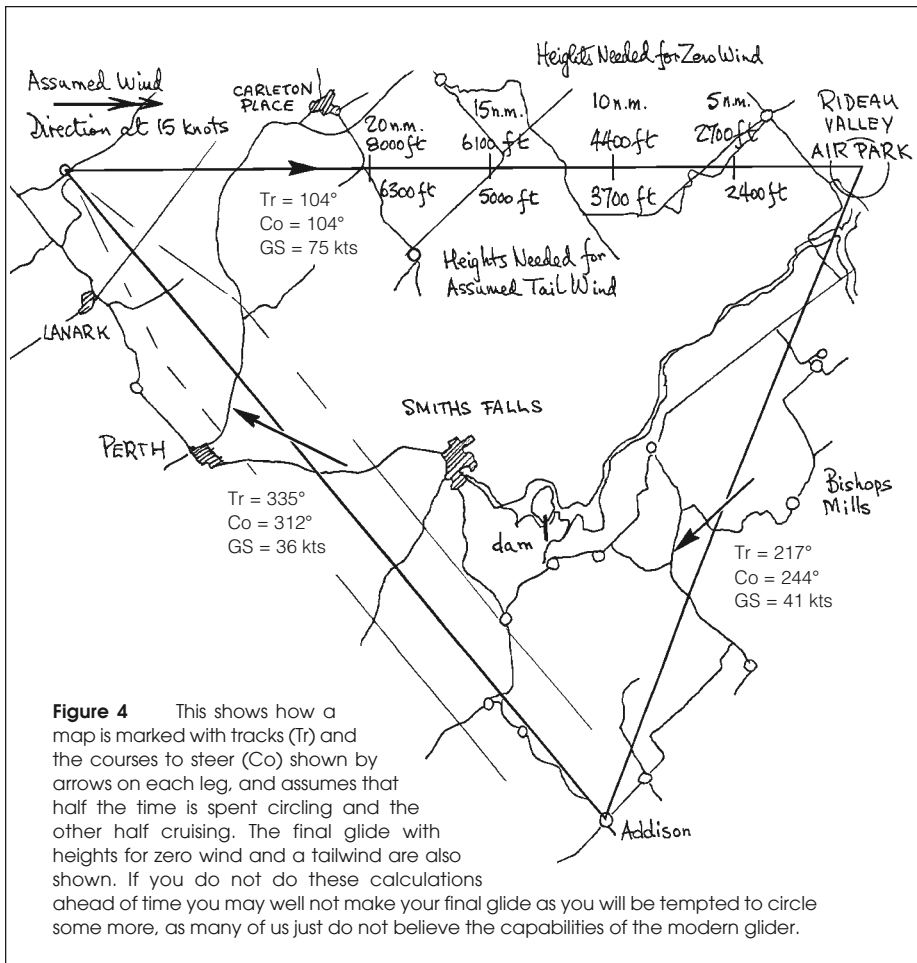 Heights Needed for Zero Wind
Assumed Wind
Direction at 15 knots
CARLETON
PLACE
20 n.m.
8000 ft
15 n.m.
6100 ft
10 n.m.
4400 ft
5 n.m.
2700 ft
RIDEAU
VALLEY
AIR PARK
6300 ft
5000 ft
3700 ft
2400 ft
Tr = 104°
Co = 104°
GS = 75 kts
Heights Needed for
Assumed Tail Wind
LANARK
PERTH
SMITHS FALLS
Tr = 335°
Co = 312°
GS = 36 kts
dam
Bishops
Mills
Tr = 217°
Co = 244°
GS = 41 kts
Addison
Figure 4 This shows how a
map is marked with tracks (Tr) and
the courses to steer (Co) shown by
arrows on each leg, and assumes that
half the time is spent circling and the
other half cruising. The final glide with
heights for zero wind and a tailwind are also
shown. If you do not do these calculations
ahead of time you may well not make your final glide as you will be tempted to circle
some more, as many of us just do not believe the capabilities of the modern glider.